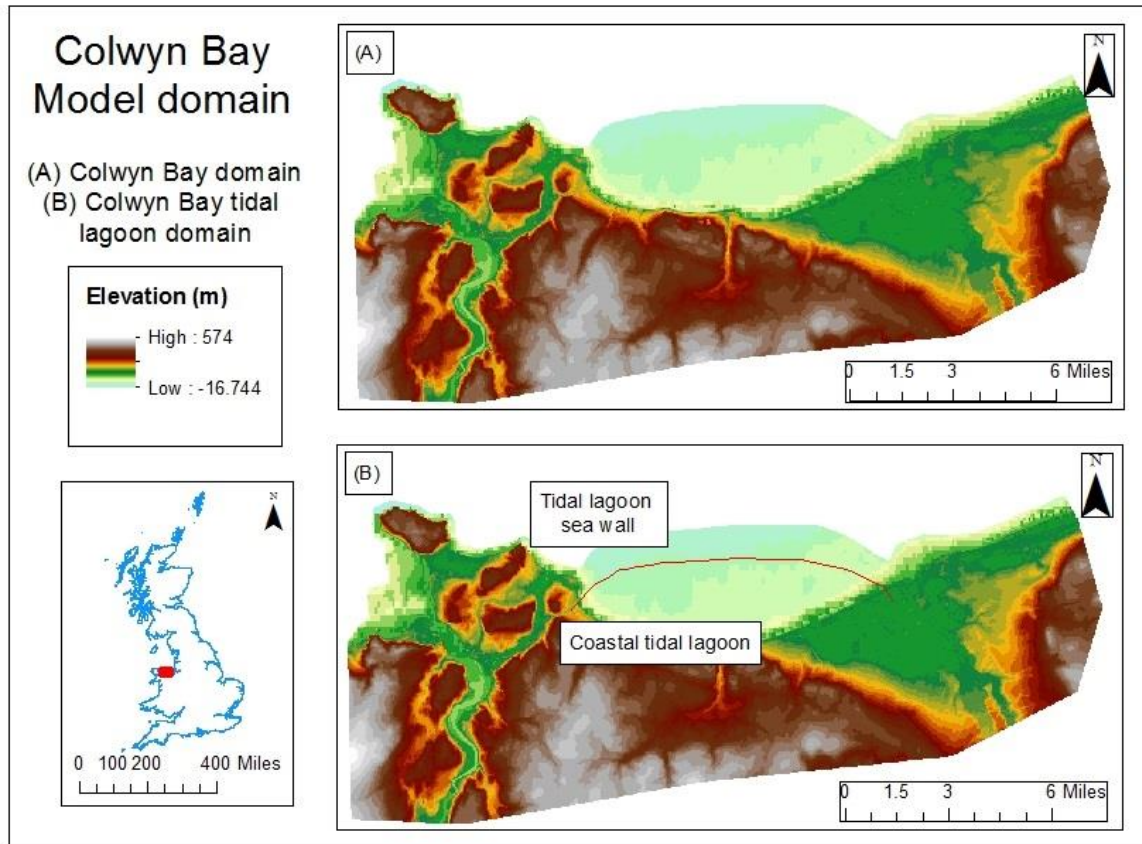 Colwyn Bay
Model domain
(A) Colwyn Bay domain
(B) Colwyn Bay tidal
lagoon domain
Elevation (m)
High : 574
Low : -16.744
N
0 100 200 400 Miles
(A)
N
0 1.5 3 6 Miles
(B)
N
Tidal lagoon
sea wall
Coastal tidal lagoon
0 1.5 3 6 Miles